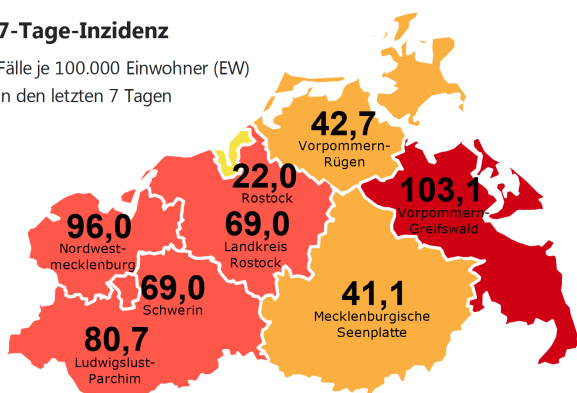 7-Tage-Inzidenz
Fälle je 100.000 Einwohner (EW)
in den letzten 7 Tagen
42,7
Vorpommern-
Rügen
22,0
Rostock
103,1
Vorpommern-
Greifswald
96,0
Nordwest-
mecklenburg
69,0
Landkreis
Rostock
69,0
Schwerin
41,1
Mecklenburgische
Seenplatte
80,7
Ludwigslust-
Parchim